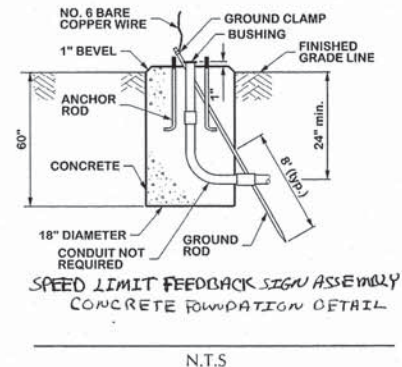 NO. 6 BARE
COPPER WIRE
GROUND CLAMP
BUSHING
1" BEVEL
FINISHED
GRADE LINE
ANCHOR
ROD
1"
24" min.
60"
8' (typ.)
CONCRETE
18" DIAMETER
CONDUIT NOT
REQUIRED
GROUND
ROD
SPEED LIMIT FEEDBACK SIGN ASSEMBLY
CONCRETE FOUNDATION DETAIL
N.T.S